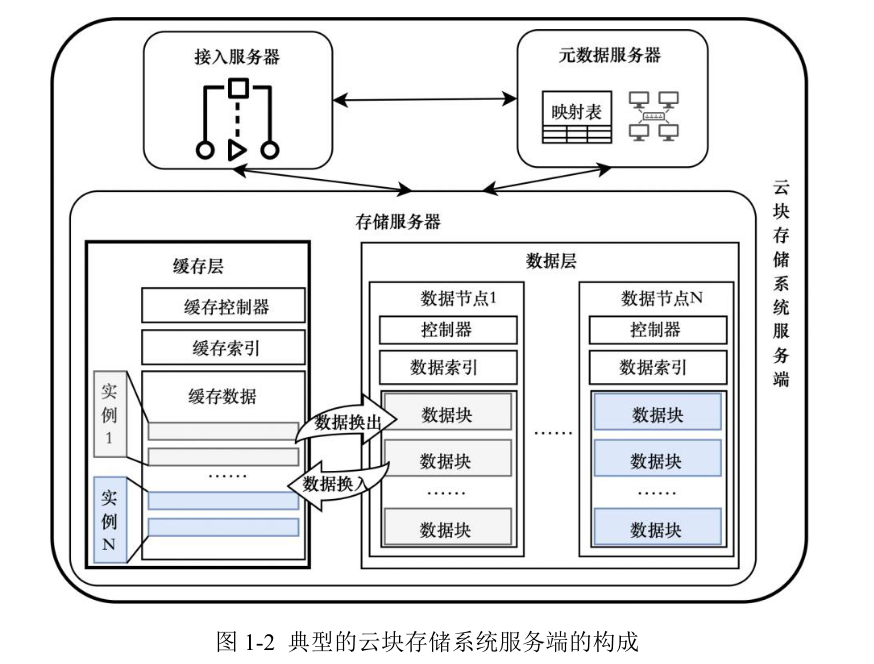 接入服务器
元数据服务器
映射表
云块存储系统服务端
存储服务器
缓存层
缓存控制器
缓存索引
缓存数据
实例1
......
实例N
数据换出
数据换入
数据层
数据节点1
控制器
数据索引
数据块
数据块
......
数据块
......
数据节点N
控制器
数据索引
数据块
数据块
......
数据块
图 1-2 典型的云块存储系统服务端的构成